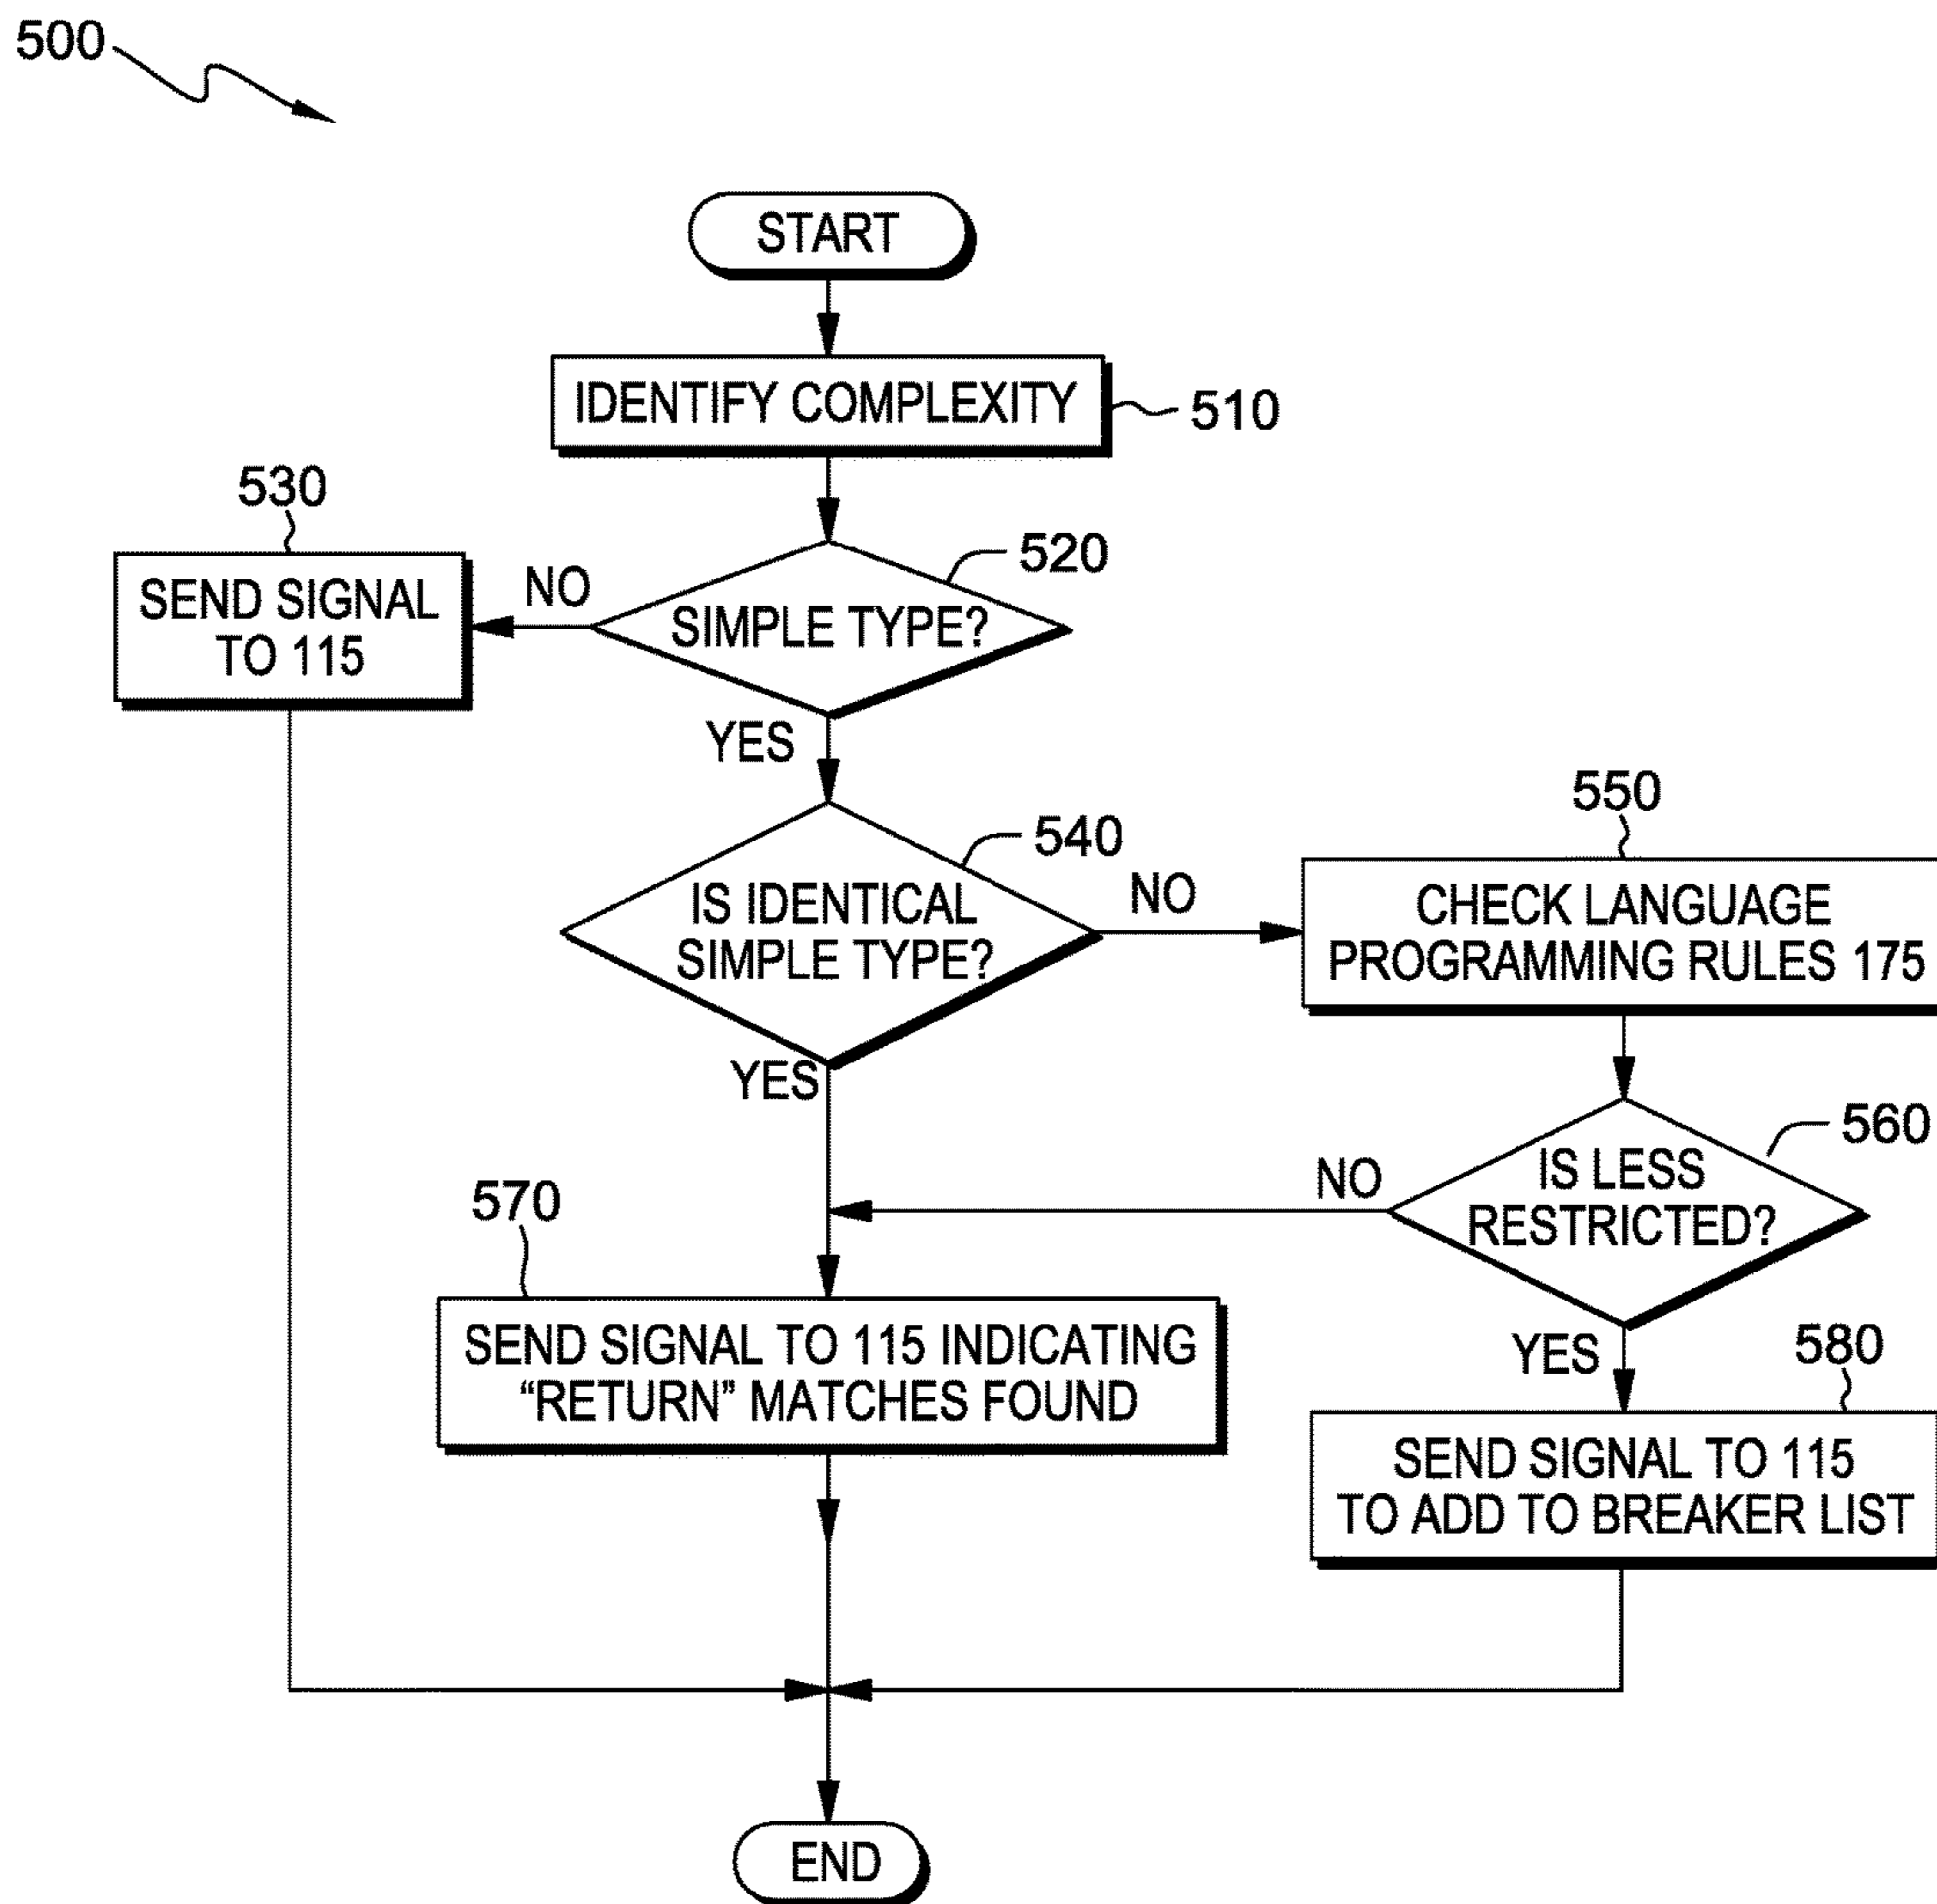 500
START
IDENTIFY COMPLEXITY
510
530
SEND SIGNAL
TO 115
NO
520
SIMPLE TYPE?
YES
540
IS IDENTICAL
SIMPLE TYPE?
NO
550
CHECK LANGUAGE
PROGRAMMING RULES 175
YES
560
IS LESS
RESTRICTED?
NO
570
SEND SIGNAL TO 115 INDICATING
“RETURN” MATCHES FOUND
YES
580
SEND SIGNAL TO 115
TO ADD TO BREAKER LIST
END